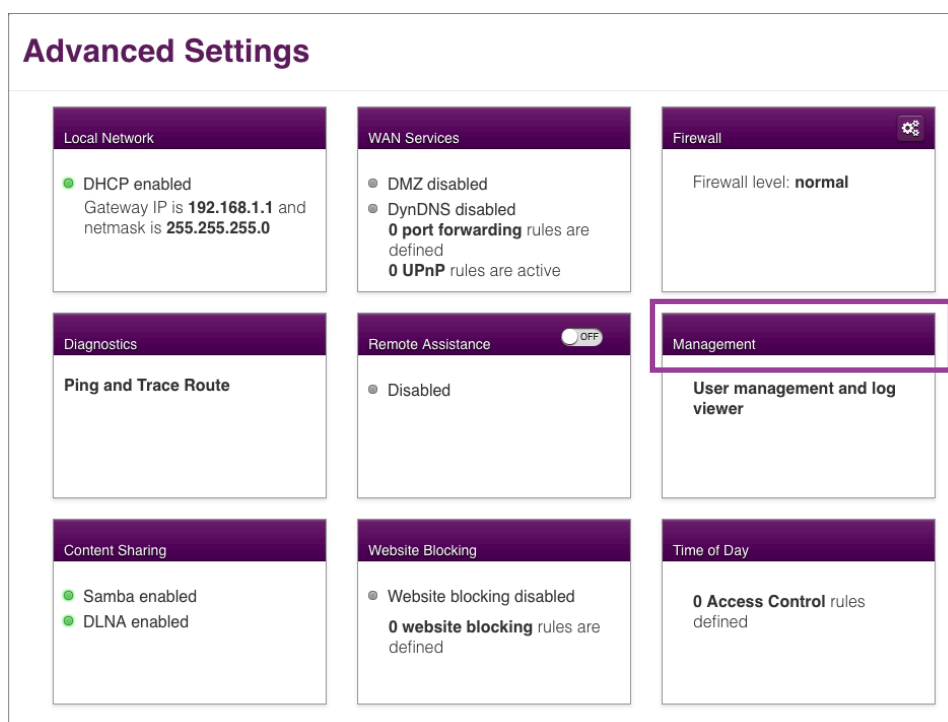 Advanced Settings
Local Network
DHCP enabled
Gateway IP is 192.168.1.1 and
netmask is 255.255.255.0
WAN Services
DMZ disabled
DynDNS disabled
0 port forwarding rules are
defined
0 UPnP rules are active
Firewall
Firewall level: normal
Diagnostics
Ping and Trace Route
Remote Assistance
OFF
Disabled
Management
User management and log
viewer
Content Sharing
Samba enabled
DLNA enabled
Website Blocking
Website blocking disabled
0 website blocking rules are
defined
Time of Day
0 Access Control rules
defined